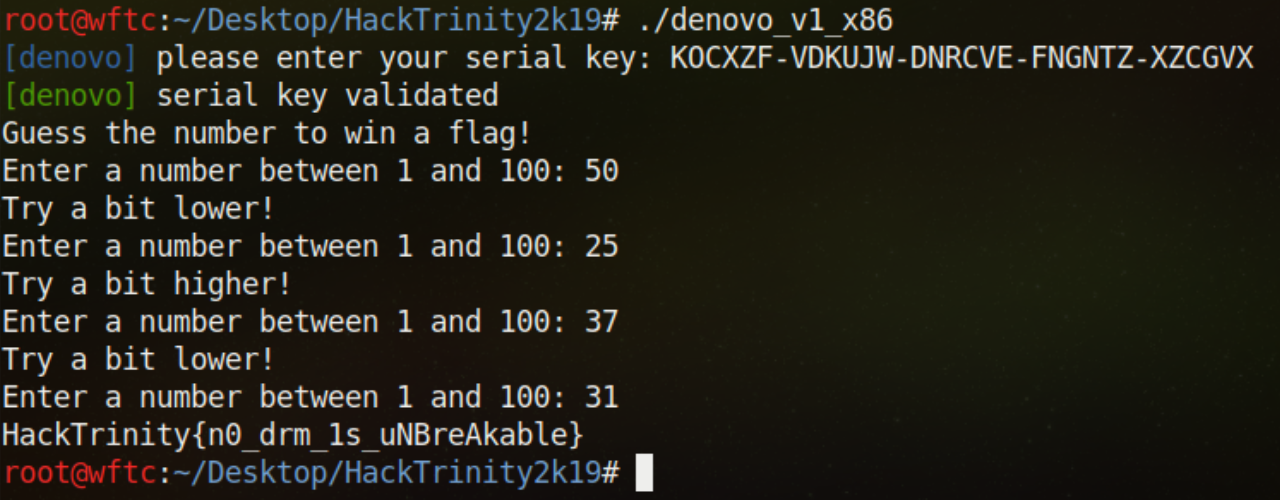 root@wftc:~/Desktop/HackTrinity2k19# ./denovo_v1_x86
[denovo] please enter your serial key: KOCXZF-VDKUJW-DNRCVE-FNGNTZ-XZCGVX
[denovo] serial key validated
Guess the number to win a flag!
Enter a number between 1 and 100: 50
Try a bit lower!
Enter a number between 1 and 100: 25
Try a bit higher!
Enter a number between 1 and 100: 37
Try a bit lower!
Enter a number between 1 and 100: 31
HackTrinity{n0_drm_1s_uNBreAkable}
root@wftc:~/Desktop/HackTrinity2k19#